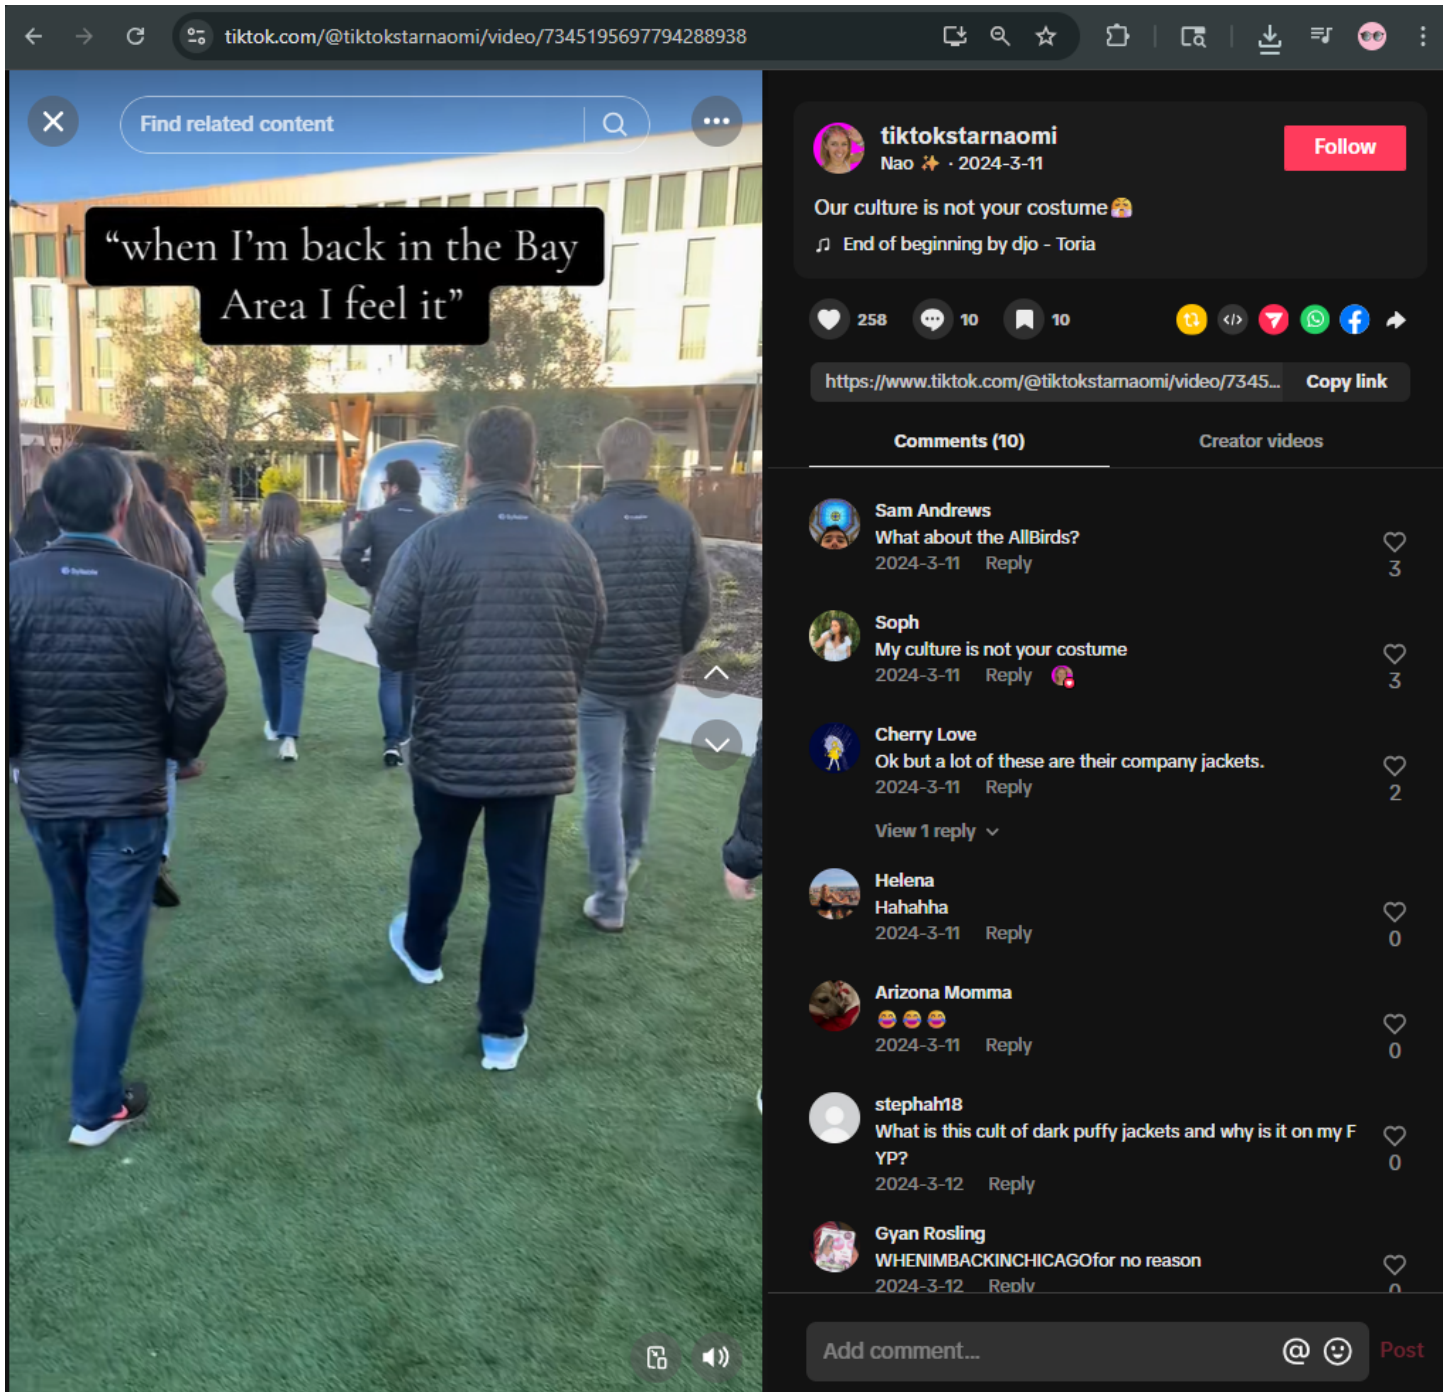 tiktok.com/@tiktokstarnaomi/video/7345195697794288938
Find related content
“when I’m back in the Bay
Area I feel it”
tiktokstarnaomi
Follow
Nao ✨ · 2024-3-11
Our culture is not your costume😤
End of beginning by djo - Toria
258
10
10
https://www.tiktok.com/@tiktokstarnaomi/video/7345...
Copy link
Comments (10)
Creator videos
Sam Andrews
What about the AllBirds?
2024-3-11 Reply
3
Soph
My culture is not your costume
2024-3-11 Reply
3
Cherry Love
Ok but a lot of these are their company jackets.
2024-3-11 Reply
2
View 1 reply
Helena
Hahahha
2024-3-11 Reply
0
Arizona Momma
😂😂😂
2024-3-11 Reply
0
stephah18
What is this cult of dark puffy jackets and why is it on my F
YP?
2024-3-12 Reply
0
Gyan Rosling
WHENIMBACKINCHICAGOfor no reason
2024-3-12 Reply
0
Add comment...
@
Post